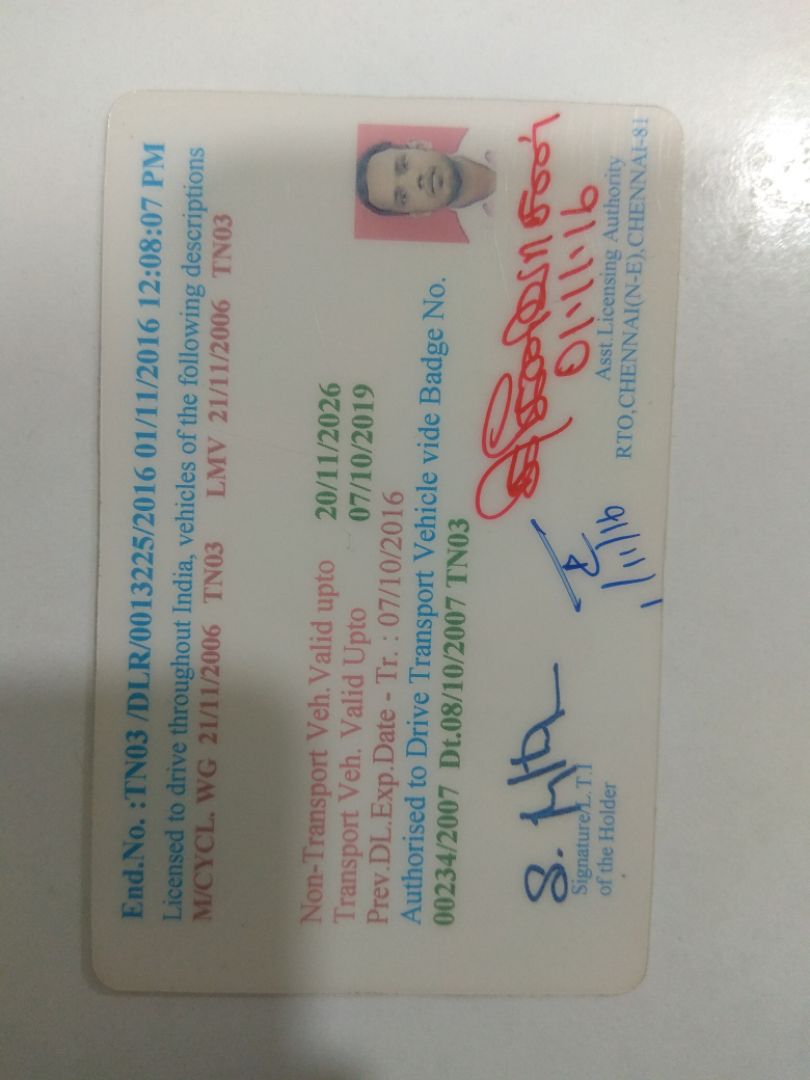 End.No. :TN03 /DLR/0013225/2016 01/11/2016 12:08:07 PM
Licensed to drive throughout India, vehicles of the following descriptions
M/CYCL. WG 21/11/2006 TN03 LMV 21/11/2006 TN03
Non-Transport Veh.Valid upto 20/11/2026
Transport Veh. Valid Upto 07/10/2019
Prev.DL.Exp.Date - Tr. : 07/10/2016
Authorised to Drive Transport Vehicle vide Badge No.
00234/2007 Dt.08/10/2007 TN03
01/11/16
1/11/16
Signature/L.T.I
of the Holder
Asst.Licensing Authority
RTO,CHENNAI(N-E),CHENNAI-81